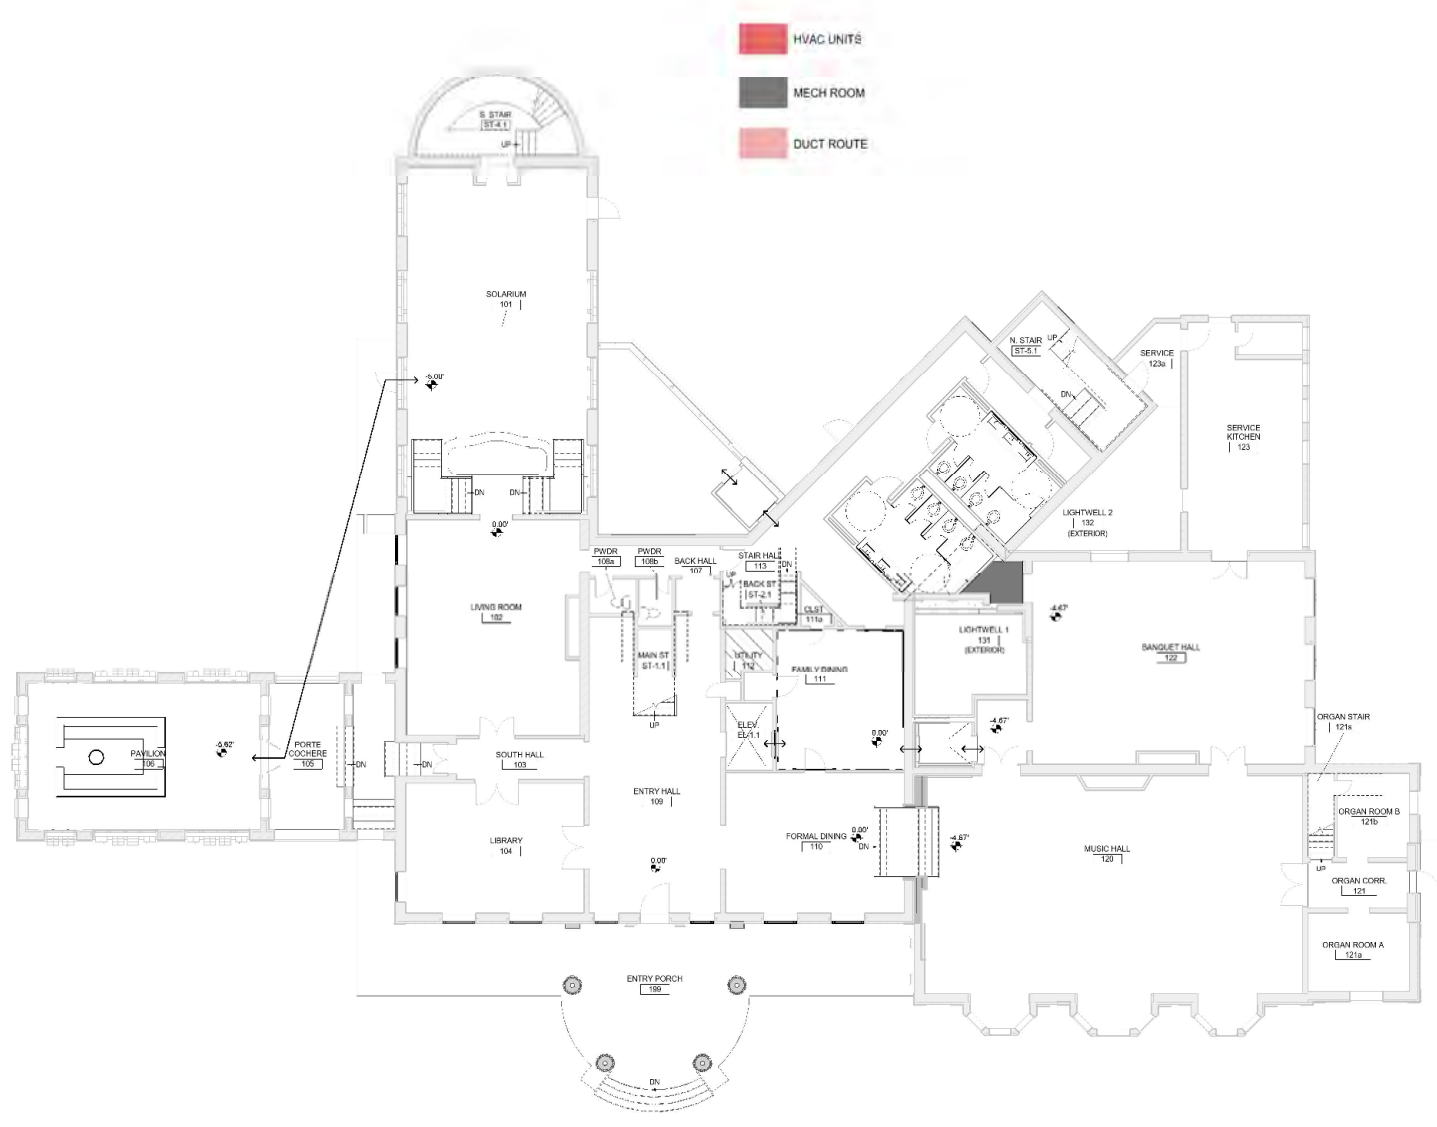 HVAC UNITS
MECH ROOM
DUCT ROUTE
S. STAIR
ST-4.1
UP
SOLARIUM
101
-5.00'
DN
DN
0.00'
N. STAIR
ST-5.1
UP
DN
SERVICE
123a
SERVICE
KITCHEN
123
LIGHTWELL 2
132
(EXTERIOR)
PWDR
108a
PWDR
108b
BACK HALL
107
STAIR HALL
113
UP
DN
BACK ST
ST-2.1
CLST
111a
LIVING ROOM
102
MAIN ST
ST-1.1
UP
UTILITY
112
FAMILY DINING
111
LIGHTWELL 1
131
(EXTERIOR)
-4.67'
BANQUET HALL
122
ELEV.
EL-1.1
0.00'
-4.67'
ORGAN STAIR
121s
PAVILION
106
-5.62'
PORTE
COCHERE
105
DN
DN
SOUTH HALL
103
ENTRY HALL
109
LIBRARY
104
0.00'
FORMAL DINING
110
0.00'
DN
-4.67'
MUSIC HALL
120
ORGAN ROOM B
121b
UP
ORGAN CORR.
121
ORGAN ROOM A
121a
ENTRY PORCH
199
DN